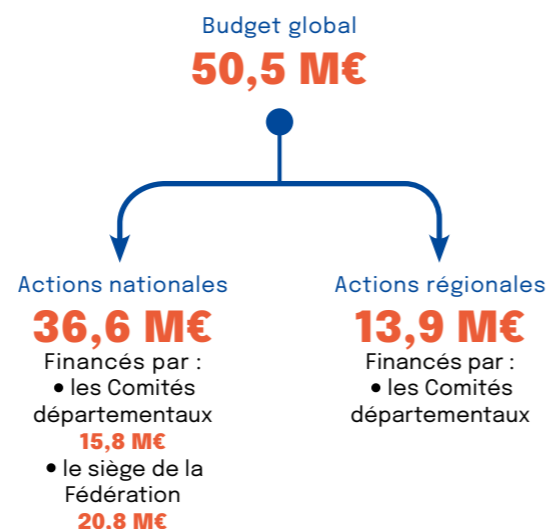 Budget global
50,5 M€
Actions nationales
36,6 M€
Financés par :
• les Comités
départementaux
15,8 M€
• le siège de la
Fédération
20,8 M€
Actions régionales
13,9 M€
Financés par :
• les Comités
départementaux